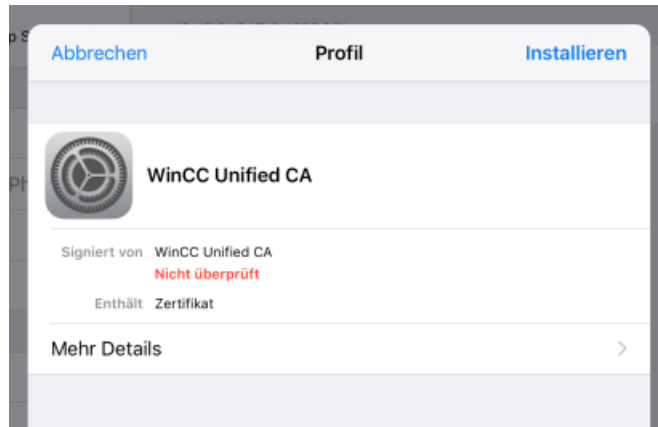 Abbrechen Profil Installieren
WinCC Unified CA
Signiert von WinCC Unified CA
Nicht überprüft
Enthält Zertifikat
Mehr Details